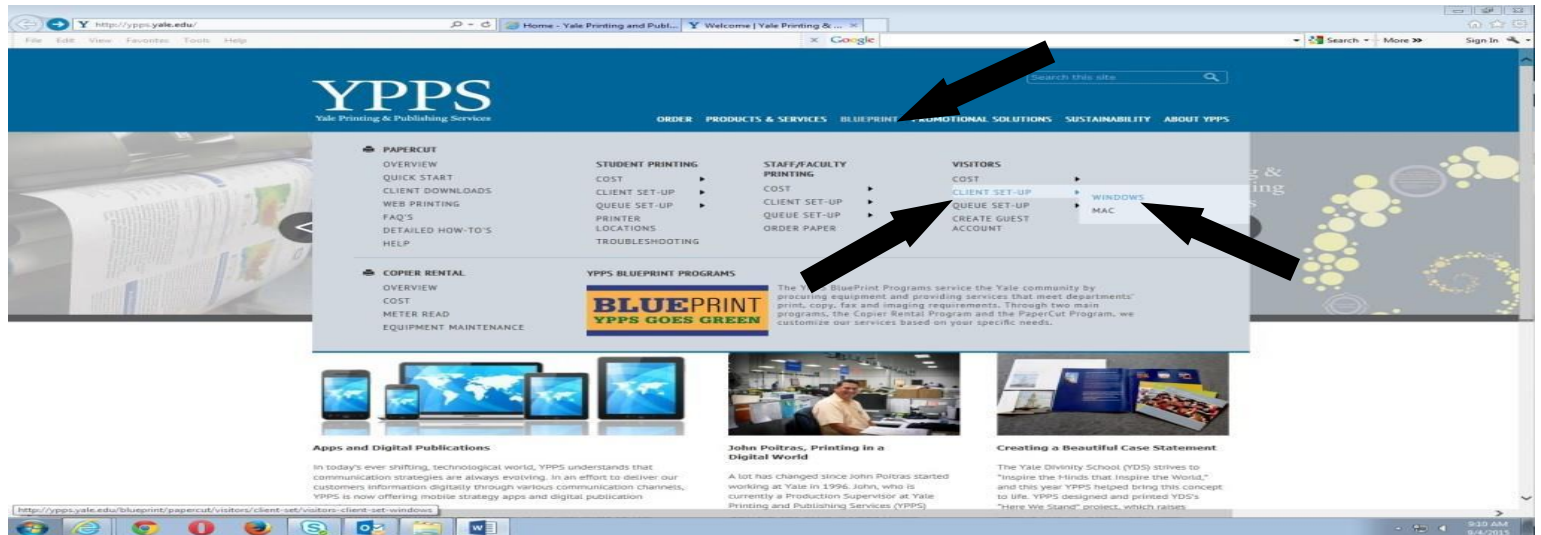 http://ypps.yale.edu/
Home - Yale Printing and Publ...
Welcome | Yale Printing & ...
File Edit View Favorites Tools Help
Google
Search
More »
Sign In
YPPS
Yale Printing & Publishing Services
Search this site
ORDER PRODUCTS & SERVICES BLUEPRINT PROMOTIONAL SOLUTIONS SUSTAINABILITY ABOUT YPPS
PAPERCUT
OVERVIEW
QUICK START
CLIENT DOWNLOADS
WEB PRINTING
FAQ'S
DETAILED HOW-TO'S
HELP
STUDENT PRINTING
COST
CLIENT SET-UP
QUEUE SET-UP
PRINTER
LOCATIONS
TROUBLESHOOTING
STAFF/FACULTY
PRINTING
COST
CLIENT SET-UP
QUEUE SET-UP
ORDER PAPER
VISITORS
COST
CLIENT SET-UP
QUEUE SET-UP
CREATE GUEST
ACCOUNT
WINDOWS
MAC
COPIER RENTAL
OVERVIEW
COST
METER READ
EQUIPMENT MAINTENANCE
YPPS BLUEPRINT PROGRAMS
BLUEPRINT
YPPS GOES GREEN
The BluePrint Programs service the Yale community by
procuring equipment and providing services that meet departments'
print, copy, fax and imaging requirements. Through two main
programs, the Copier Rental Program and the PaperCut Program, we
customize our services based on your specific needs.
Apps and Digital Publications
In today's ever shifting, technological world, YPPS understands that
communication strategies are always evolving. In an effort to deliver our
customers information digitally through various communication channels,
YPPS is now offering mobile strategy apps and digital publication
John Poitras, Printing in a
Digital World
A lot has changed since John Poitras started
working at Yale in 1996. John, who is
currently a Production Supervisor at Yale
Printing and Publishing Services (YPPS)
Creating a Beautiful Case Statement
The Yale Divinity School (YDS) strives to
"Inspire the Minds that Inspire the World,"
and this year YPPS helped bring this concept
to life. YPPS designed and printed YDS's
"Here We Stand" project, which raises
http://ypps.yale.edu/blueprint/papercut/visitors/client-set/visitors-client-set-windows
9:10 AM
9/4/2015